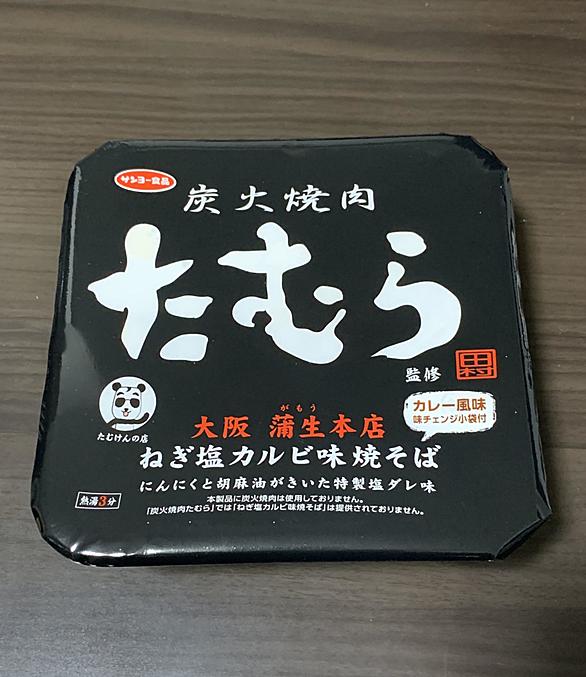 サンヨー食品
炭火焼肉
たむら
監修
田村
たむけんの店
カレー風味
味チェンジ小袋付
がもう
大阪 蒲生本店
ねぎ塩カルビ味焼そば
にんにくと胡麻油がきいた特製塩ダレ味
熱湯3分
本製品に炭火焼肉は使用しておりません。
「炭火焼肉たむら」では「ねぎ塩カルビ味焼そば」は提供されておりません。